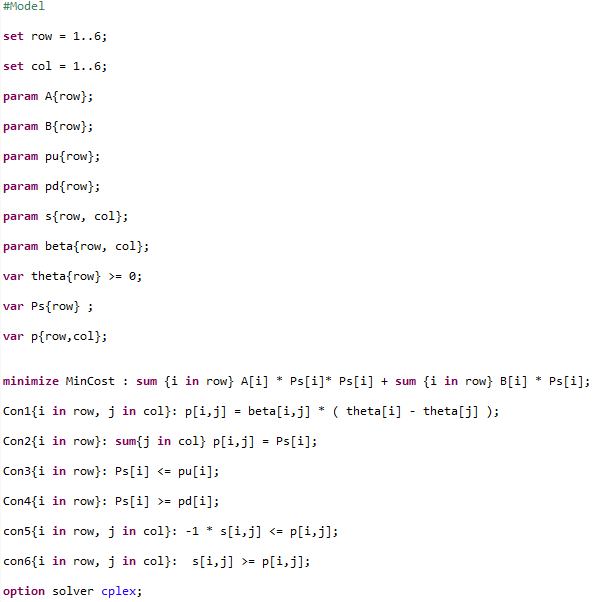 #Model
set row = 1..6;
set col = 1..6;
param A{row};
param B{row};
param pu{row};
param pd{row};
param s{row, col};
param beta{row, col};
var theta{row} >= 0;
var Ps{row} ;
var p{row,col};
minimize MinCost : sum {i in row} A[i] * Ps[i]* Ps[i] + sum {i in row} B[i] * Ps[i];
Con1{i in row, j in col}: p[i,j] = beta[i,j] * ( theta[i] - theta[j] );
Con2{i in row}: sum{j in col} p[i,j] = Ps[i];
Con3{i in row}: Ps[i] <= pu[i];
Con4{i in row}: Ps[i] >= pd[i];
con5{i in row, j in col}: -1 * s[i,j] <= p[i,j];
con6{i in row, j in col}:  s[i,j] >= p[i,j];
option solver cplex;